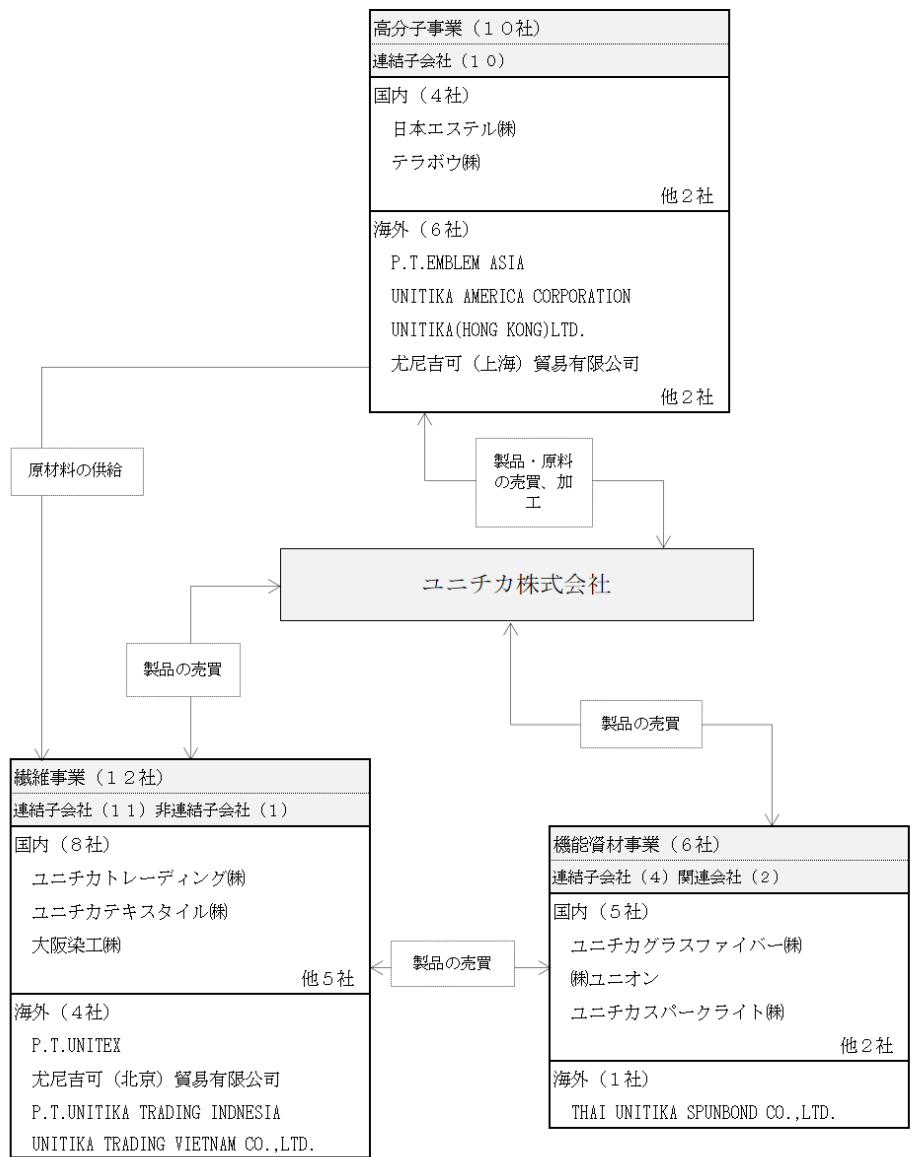 高分子事業（１０社）
連結子会社（１０）
国内（４社）
日本エステル㈱
テラボウ㈱
他２社
海外（６社）
P.T.EMBLEM ASIA
UNITIKA AMERICA CORPORATION
UNITIKA(HONG KONG)LTD.
尤尼吉可（上海）貿易有限公司
他２社
原材料の供給
製品・原料
の売買、加
工
ユニチカ株式会社
製品の売買
製品の売買
繊維事業（１２社）
連結子会社（１１）非連結子会社（１）
国内（８社）
ユニチカトレーディング㈱
ユニチカテキスタイル㈱
大阪染工㈱
他５社
海外（４社）
P.T.UNITEX
尤尼吉可（北京）貿易有限公司
P.T.UNITIKA TRADING INDNESIA
UNITIKA TRADING VIETNAM CO.,LTD.
製品の売買
機能資材事業（６社）
連結子会社（４）関連会社（２）
国内（５社）
ユニチカグラスファイバー㈱
㈱ユニオン
ユニチカスパークライト㈱
他２社
海外（１社）
THAI UNITIKA SPUNBOND CO.,LTD.